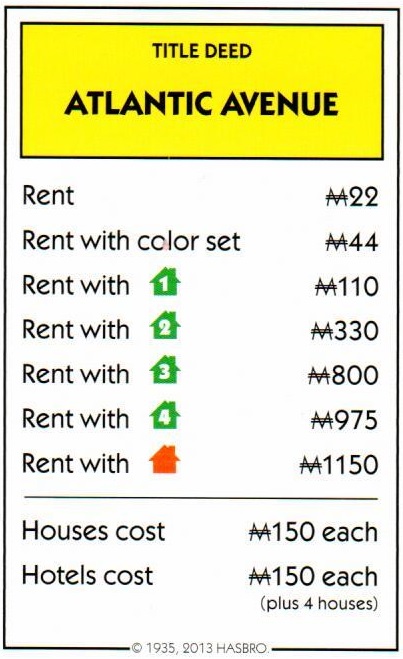 TITLE DEED
ATLANTIC AVENUE
Rent ₩22
Rent with color set ₩44
Rent with 1 ₩110
Rent with 2 ₩330
Rent with 3 ₩800
Rent with 4 ₩975
Rent with ₩1150
Houses cost ₩150 each
Hotels cost ₩150 each
(plus 4 houses)
© 1935, 2013 HASBRO.